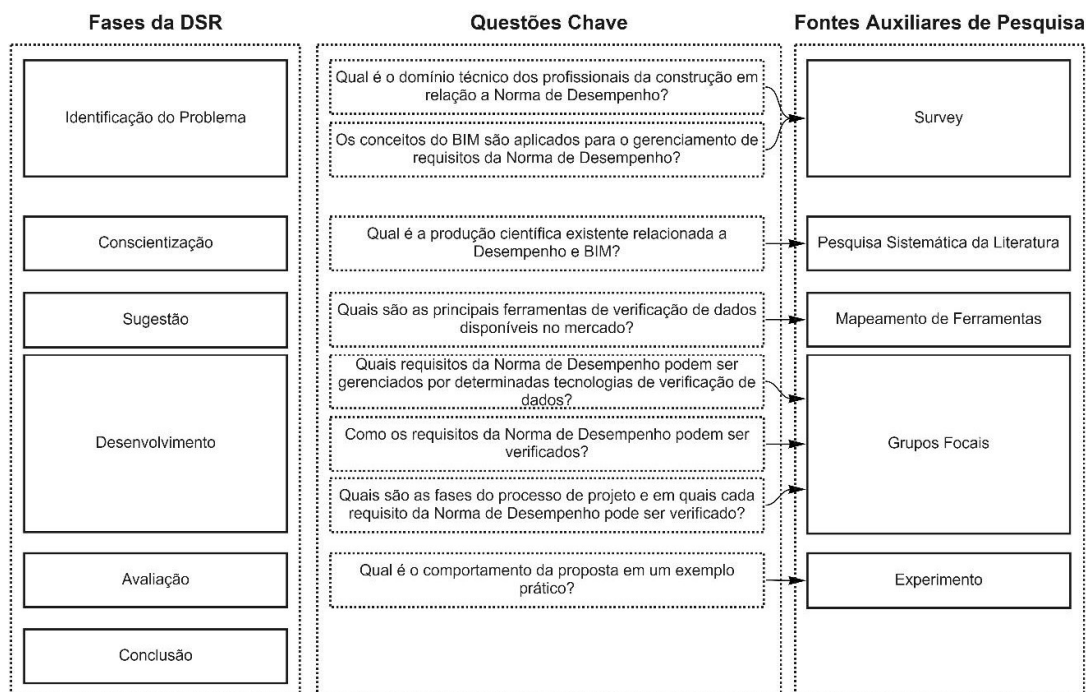 Fases da DSR
Questões Chave
Fontes Auxiliares de Pesquisa
Identificação do Problema
Qual é o domínio técnico dos profissionais da construção em
relação a Norma de Desempenho?
Os conceitos do BIM são aplicados para o gerenciamento de
requisitos da Norma de Desempenho?
Survey
Conscientização
Qual é a produção científica existente relacionada a
Desempenho e BIM?
Pesquisa Sistemática da Literatura
Sugestão
Quais são as principais ferramentas de verificação de dados
disponíveis no mercado?
Mapeamento de Ferramentas
Desenvolvimento
Quais requisitos da Norma de Desempenho podem ser
gerenciados por determinadas tecnologias de verificação de
dados?
Como os requisitos da Norma de Desempenho podem ser
verificados?
Quais são as fases do processo de projeto e em quais cada
requisito da Norma de Desempenho pode ser verificado?
Grupos Focais
Avaliação
Qual é o comportamento da proposta em um exemplo
prático?
Experimento
Conclusão